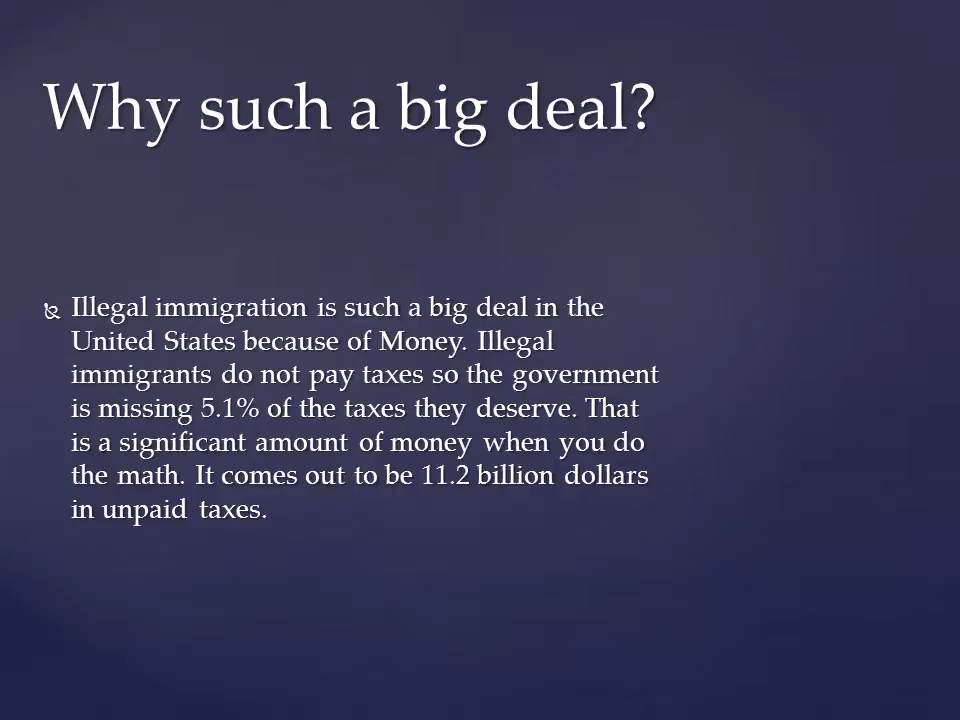 Why such a big deal?
Illegal immigration is such a big deal in the
United States because of Money. Illegal
immigrants do not pay taxes so the government
is missing 5.1% of the taxes they deserve. That
is a significant amount of money when you do
the math. It comes out to be 11.2 billion dollars
in unpaid taxes.